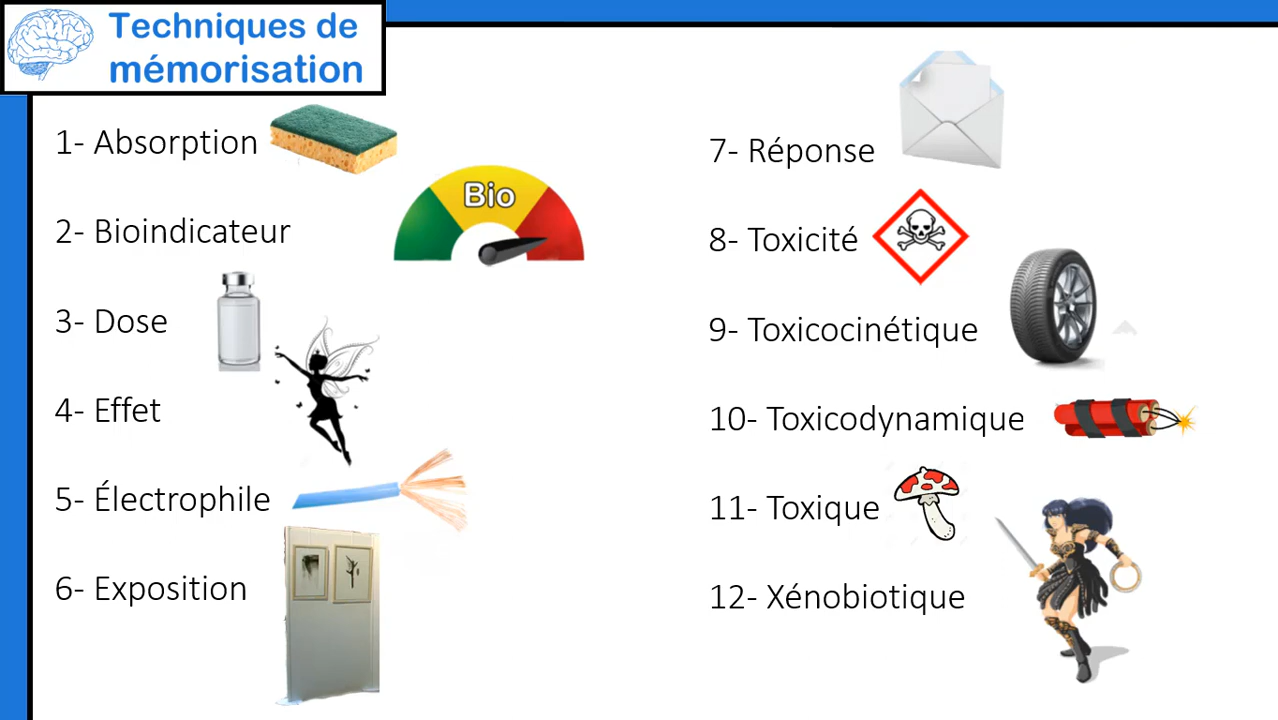 Techniques de
mémorisation
1- Absorption
2- Bioindicateur
Bio
3- Dose
4- Effet
5- Électrophile
6- Exposition
7- Réponse
8- Toxicité
9- Toxicocinétique
10- Toxicodynamique
11- Toxique
12- Xénobiotique